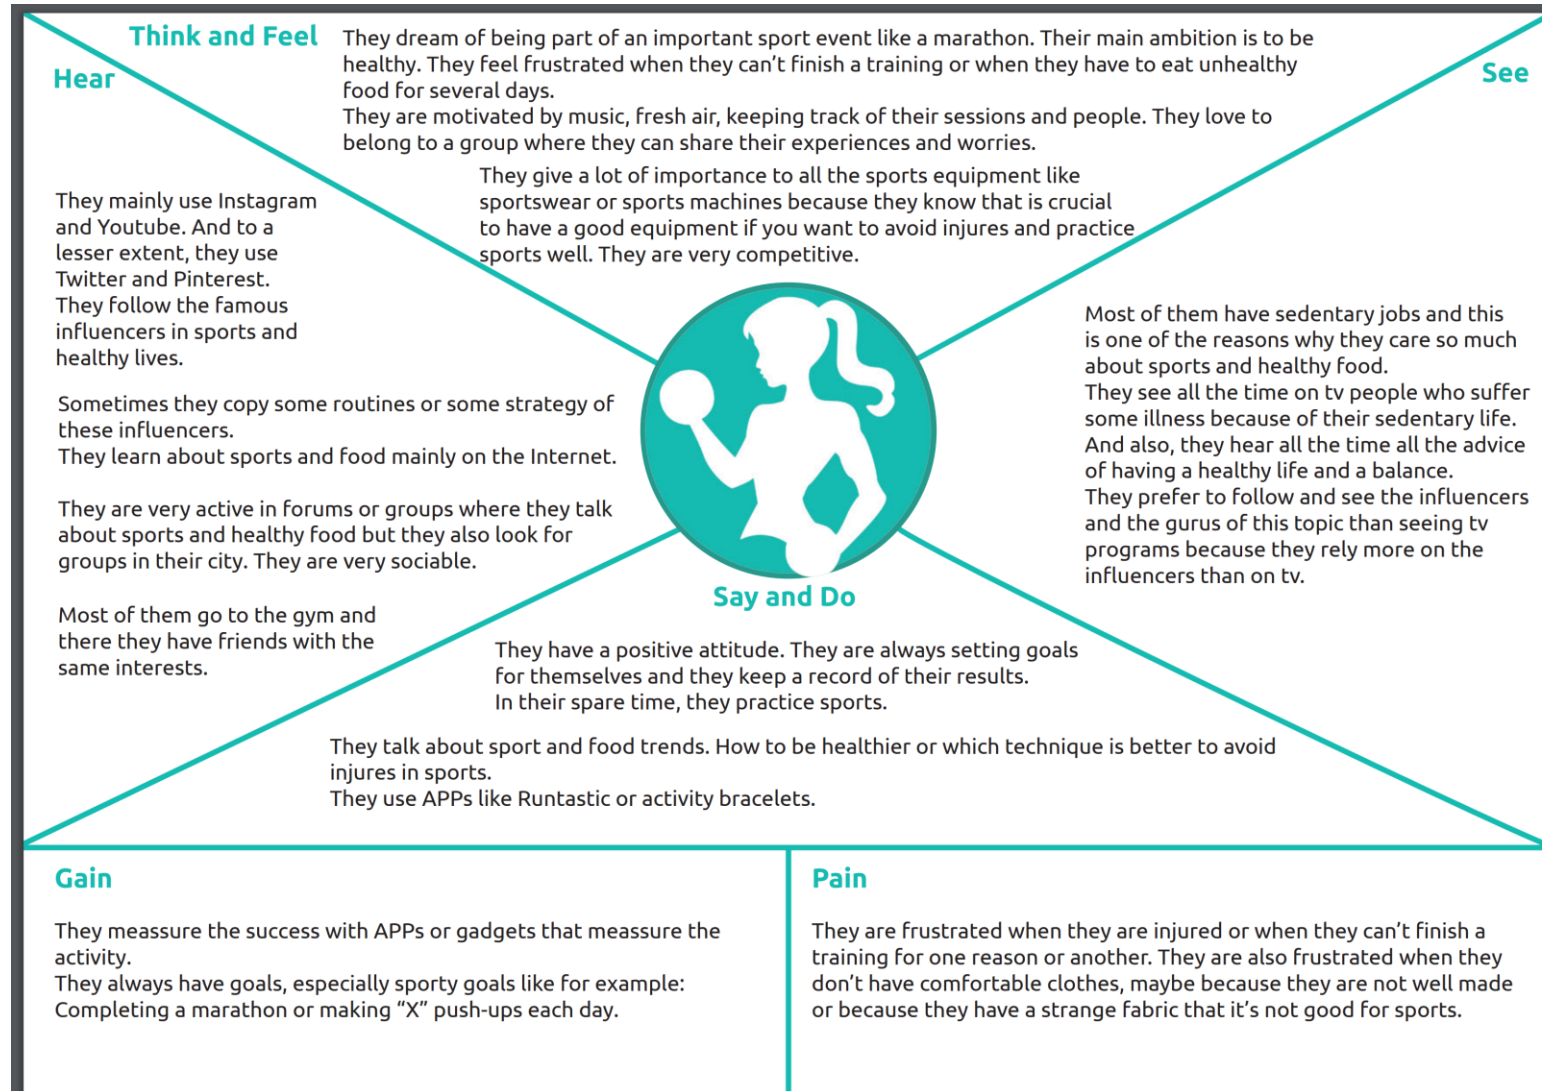 Think and Feel
They dream of being part of an important sport event like a marathon. Their main ambition is to be
healthy. They feel frustrated when they can’t finish a training or when they have to eat unhealthy
food for several days.
They are motivated by music, fresh air, keeping track of their sessions and people. They love to
belong to a group where they can share their experiences and worries.
They give a lot of importance to all the sports equipment like
sportswear or sports machines because they know that is crucial
to have a good equipment if you want to avoid injures and practice
sports well. They are very competitive.
Hear
They mainly use Instagram
and Youtube. And to a
lesser extent, they use
Twitter and Pinterest.
They follow the famous
influencers in sports and
healthy lives.
Sometimes they copy some routines or some strategy of
these influencers.
They learn about sports and food mainly on the Internet.
They are very active in forums or groups where they talk
about sports and healthy food but they also look for
groups in their city. They are very sociable.
Most of them go to the gym and
there they have friends with the
same interests.
See
Most of them have sedentary jobs and this
is one of the reasons why they care so much
about sports and healthy food.
They see all the time on tv people who suffer
some illness because of their sedentary life.
And also, they hear all the time all the advice
of having a healthy life and a balance.
They prefer to follow and see the influencers
and the gurus of this topic than seeing tv
programs because they rely more on the
influencers than on tv.
Say and Do
They have a positive attitude. They are always setting goals
for themselves and they keep a record of their results.
In their spare time, they practice sports.
They talk about sport and food trends. How to be healthier or which technique is better to avoid
injures in sports.
They use APPs like Runtastic or activity bracelets.
Gain
They meassure the success with APPs or gadgets that meassure the
activity.
They always have goals, especially sporty goals like for example:
Completing a marathon or making “X” push-ups each day.
Pain
They are frustrated when they are injured or when they can’t finish a
training for one reason or another. They are also frustrated when they
don’t have comfortable clothes, maybe because they are not well made
or because they have a strange fabric that it’s not good for sports.